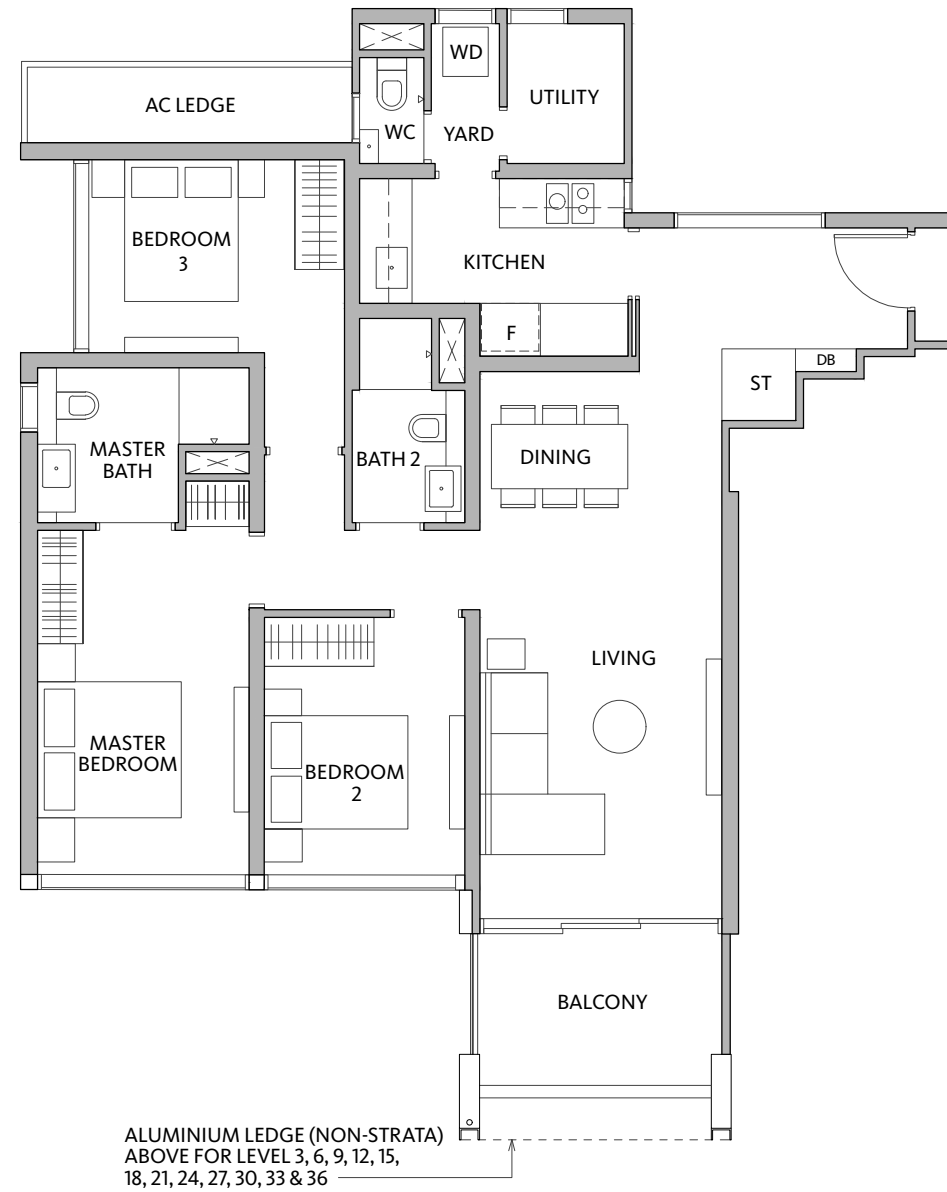 WD
AC LEDGE
UTILITY
WC
YARD
BEDROOM
3
KITCHEN
F
DB
ST
MASTER
BATH
BATH 2
DINING
LIVING
MASTER
BEDROOM
BEDROOM
2
BALCONY
ALUMINIUM LEDGE (NON-STRATA)
ABOVE FOR LEVEL 3, 6, 9, 12, 15,
18, 21, 24, 27, 30, 33 & 36